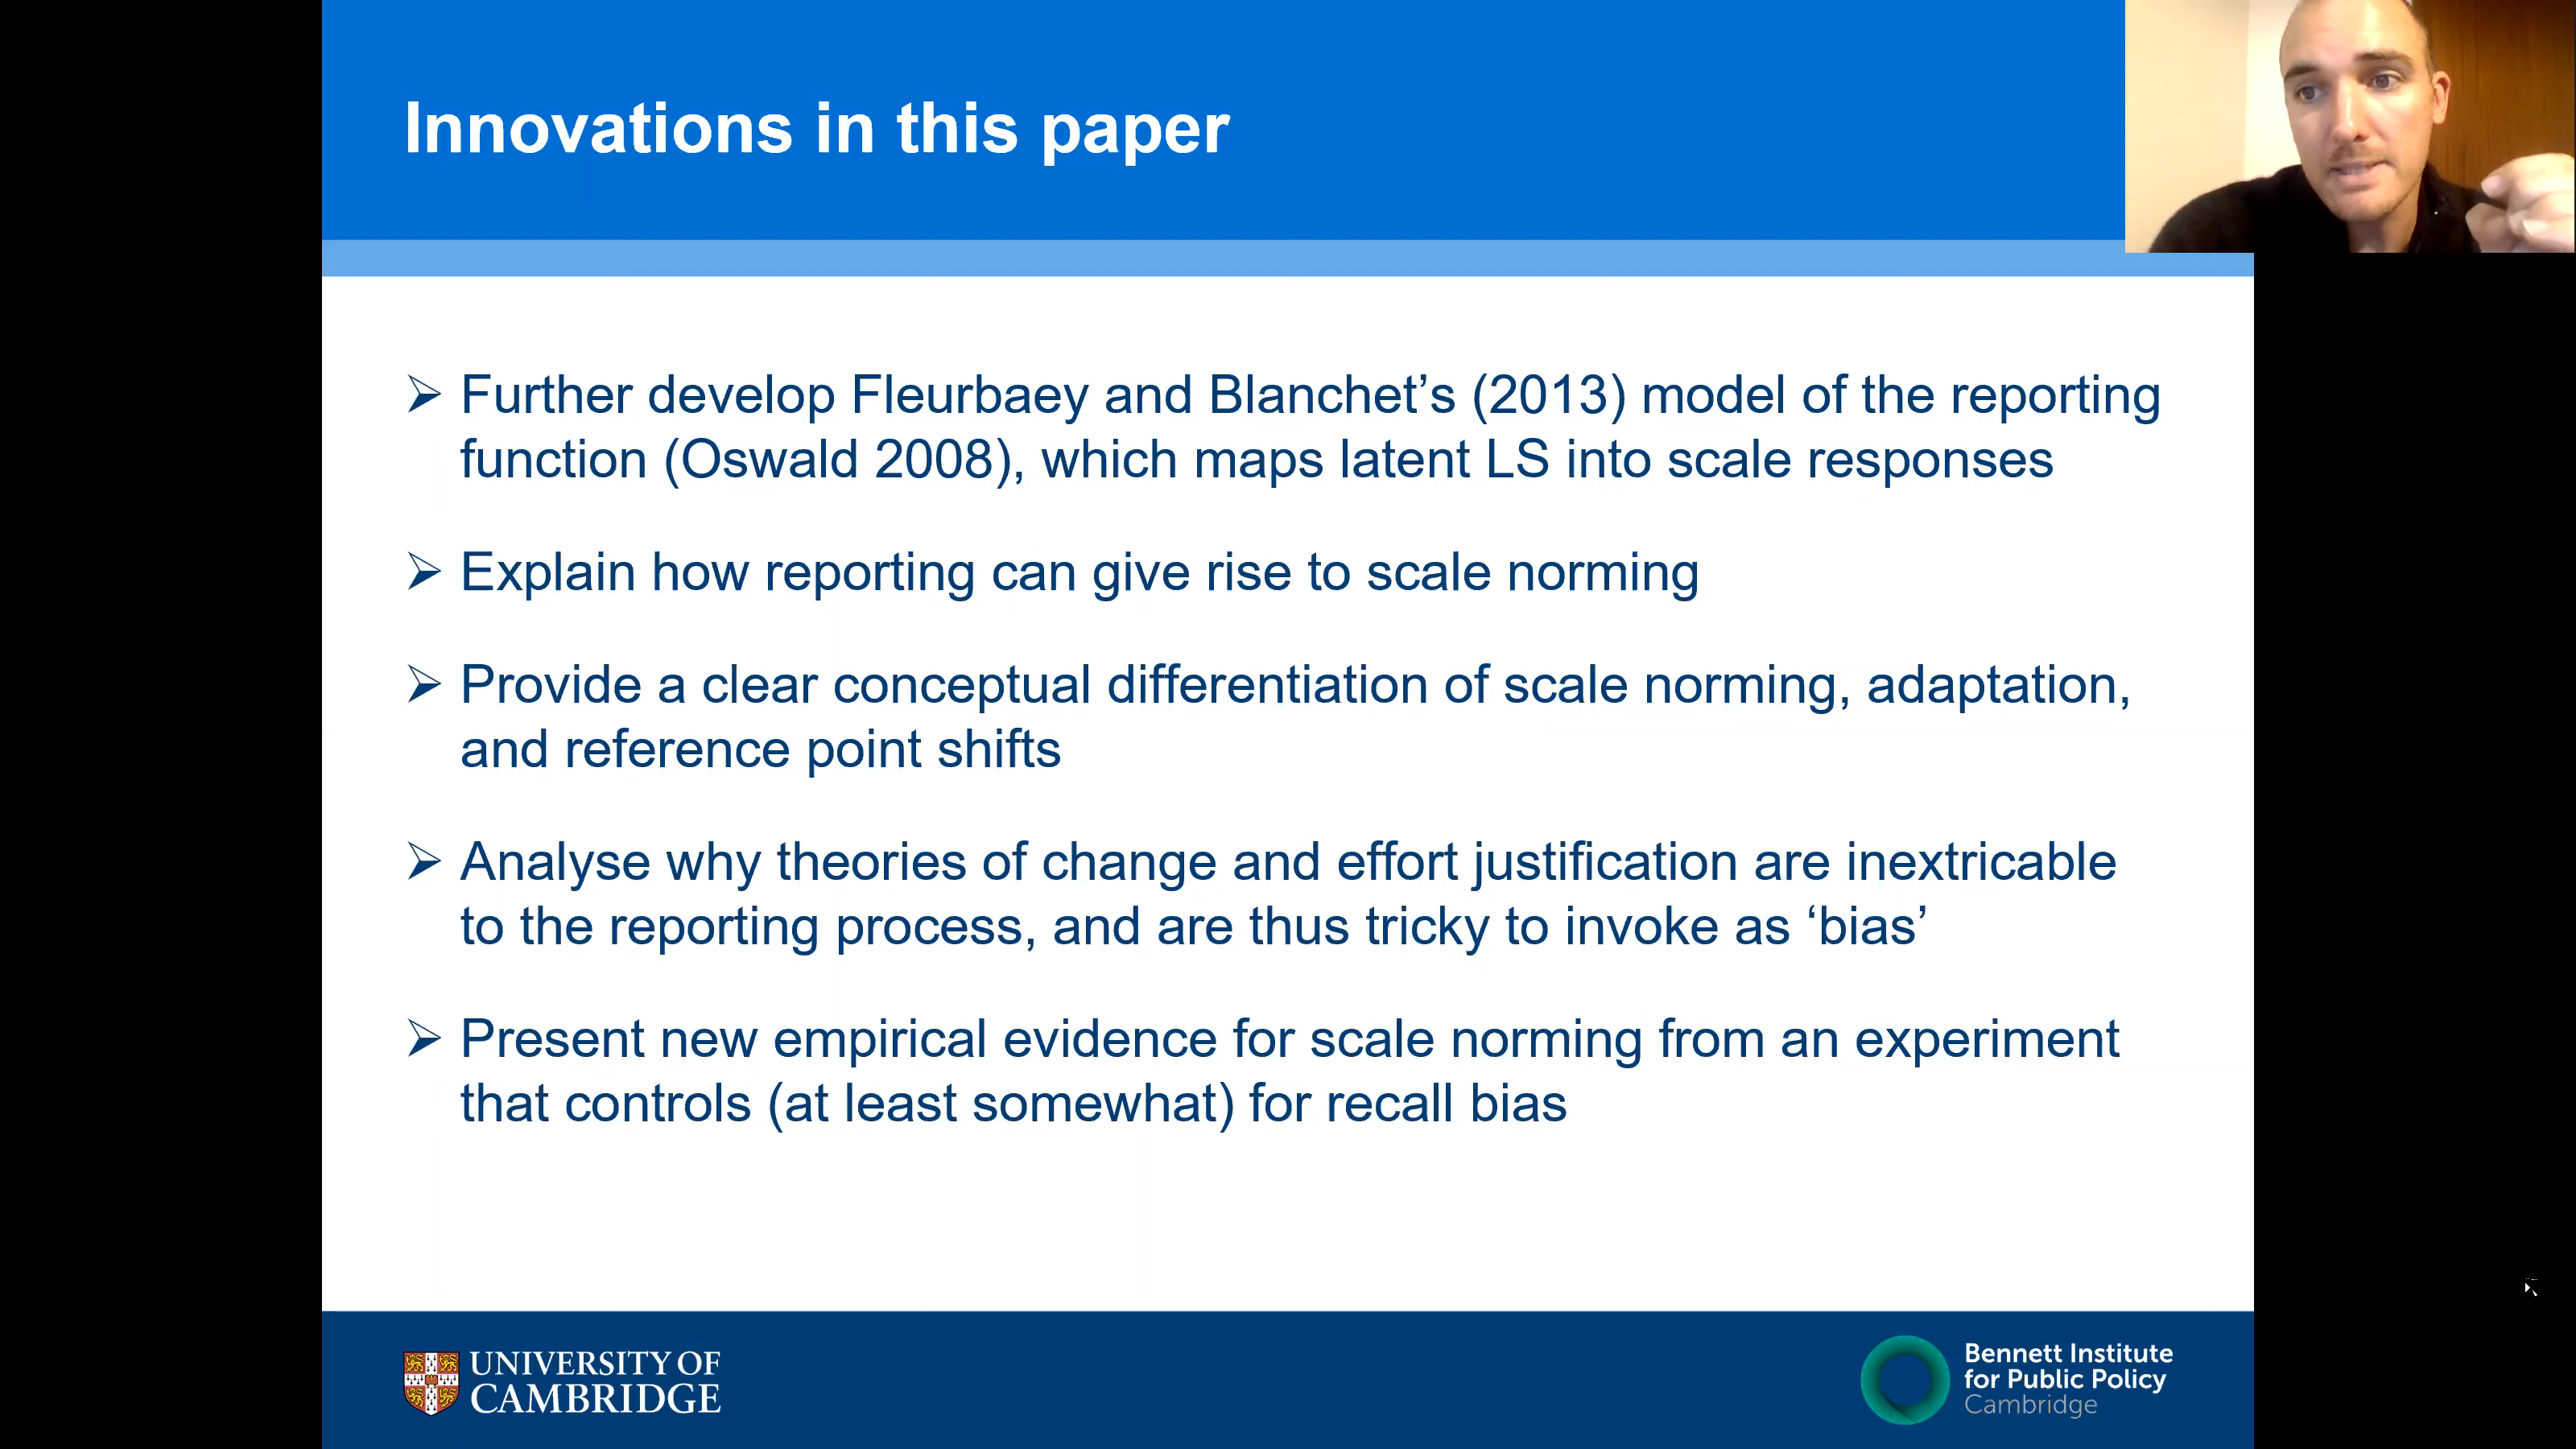 Innovations in this paper
Further develop Fleurbaey and Blanchet’s (2013) model of the reporting
function (Oswald 2008), which maps latent LS into scale responses
Explain how reporting can give rise to scale norming
Provide a clear conceptual differentiation of scale norming, adaptation,
and reference point shifts
Analyse why theories of change and effort justification are inextricable
to the reporting process, and are thus tricky to invoke as ‘bias’
Present new empirical evidence for scale norming from an experiment
that controls (at least somewhat) for recall bias
UNIVERSITY OF
CAMBRIDGE
Bennett Institute
for Public Policy
Cambridge